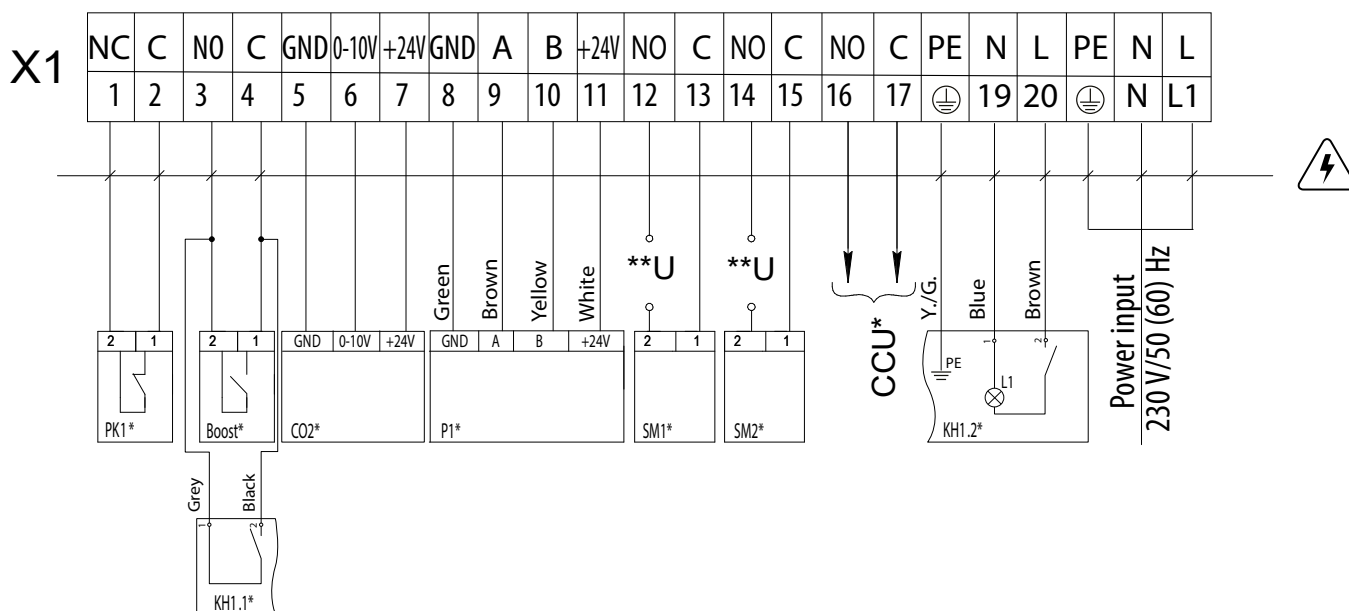 X1
NC C NO C GND 0-10V +24V GND A B +24V NO C NO C NO C PE N L PE N L
1 2 3 4 5 6 7 8 9 10 11 12 13 14 15 16 17 19 20 N L1
**U **U
Green Brown Yellow White
Y./G. Blue Brown
CCU*
Power input
230 V/50 (60) Hz
2 1
PK1*
2 1
Boost*
GND 0-10V +24V
CO2*
GND A B +24V
P1*
2 1
SM1*
2 1
SM2*
1 2
PE
L1
KH1.2*
Grey Black
1 2
KH1.1*